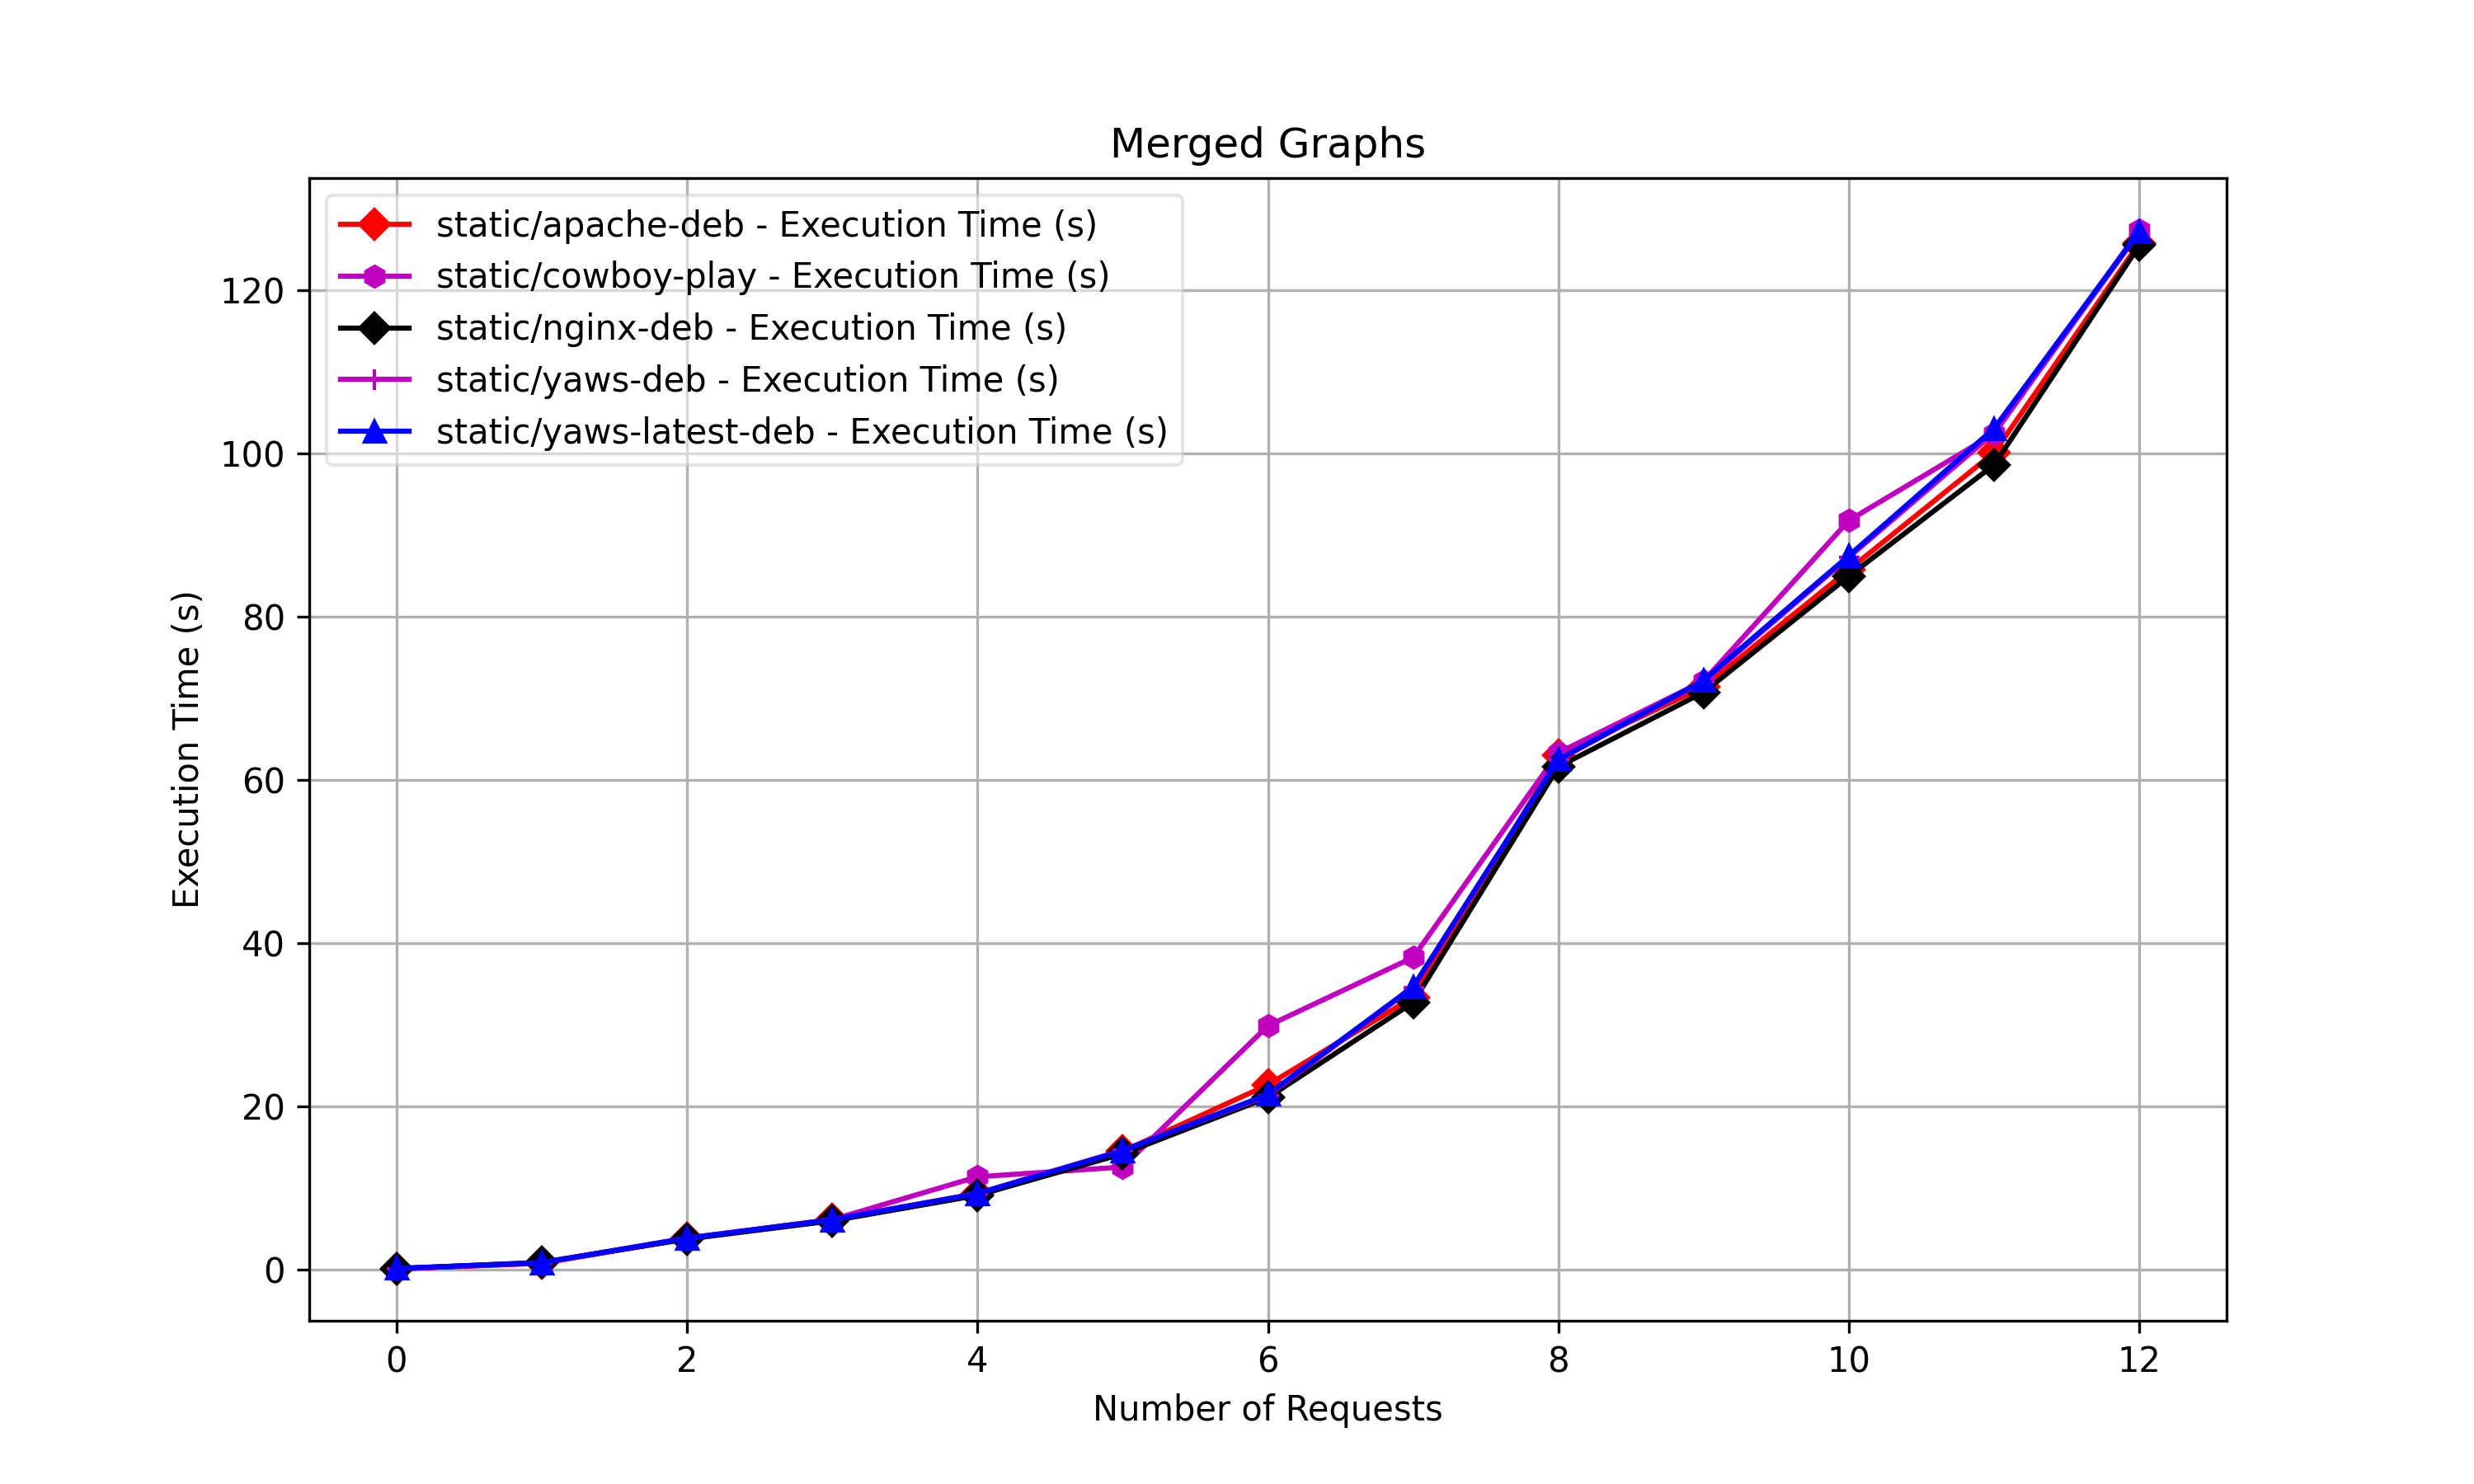 Merged Graphs
static/apache-deb - Execution Time (s)
static/cowboy-play - Execution Time (s)
static/nginx-deb - Execution Time (s)
static/yaws-deb - Execution Time (s)
static/yaws-latest-deb - Execution Time (s)
120
100
80
60
40
20
0
Execution Time (s)
0 2 4 6 8 10 12
Number of Requests